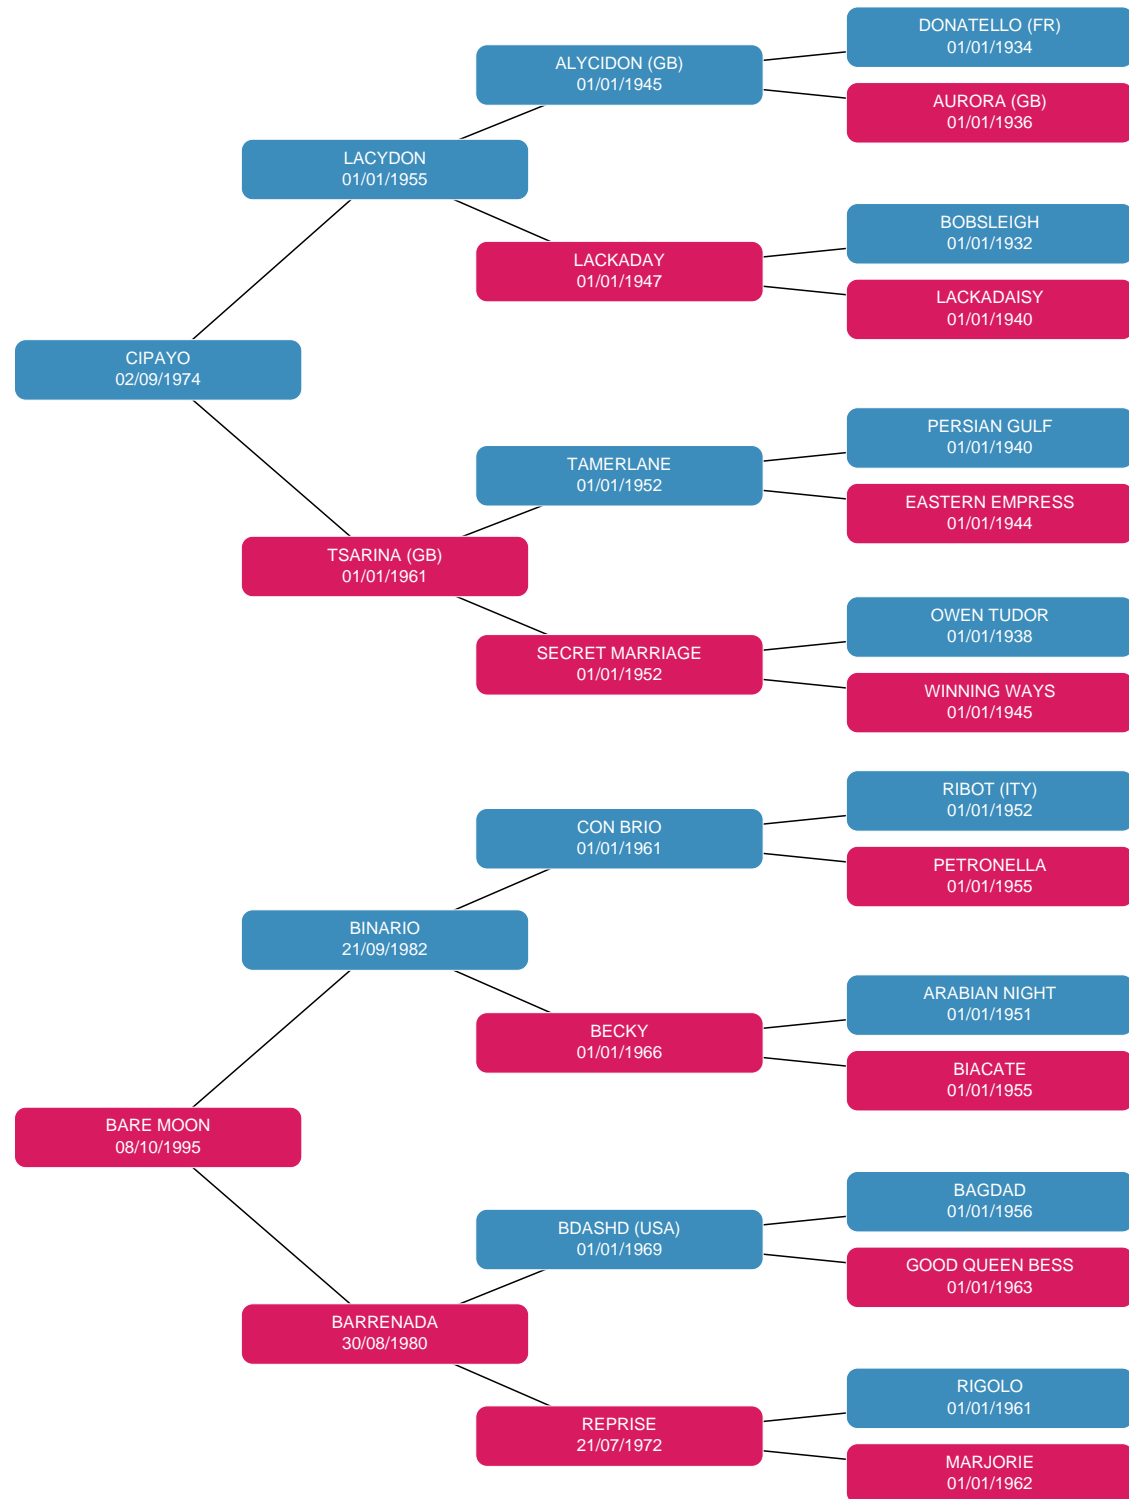 DONATELLO (FR)
01/01/1934
ALYCIDON (GB)
01/01/1945
AURORA (GB)
01/01/1936
LACYDON
01/01/1955
BOBSLEIGH
01/01/1932
LACKADAY
01/01/1947
LACKADAISY
01/01/1940
CIPAYO
02/09/1974
PERSIAN GULF
01/01/1940
TAMERLANE
01/01/1952
EASTERN EMPRESS
01/01/1944
TSARINA (GB)
01/01/1961
OWEN TUDOR
01/01/1938
SECRET MARRIAGE
01/01/1952
WINNING WAYS
01/01/1945
RIBOT (ITY)
01/01/1952
CON BRIO
01/01/1961
PETRONELLA
01/01/1955
BINARIO
21/09/1982
ARABIAN NIGHT
01/01/1951
BECKY
01/01/1966
BIACATE
01/01/1955
BARE MOON
08/10/1995
BAGDAD
01/01/1956
BDASHD (USA)
01/01/1969
GOOD QUEEN BESS
01/01/1963
BARRENADA
30/08/1980
RIGOLO
01/01/1961
REPRISE
21/07/1972
MARJORIE
01/01/1962